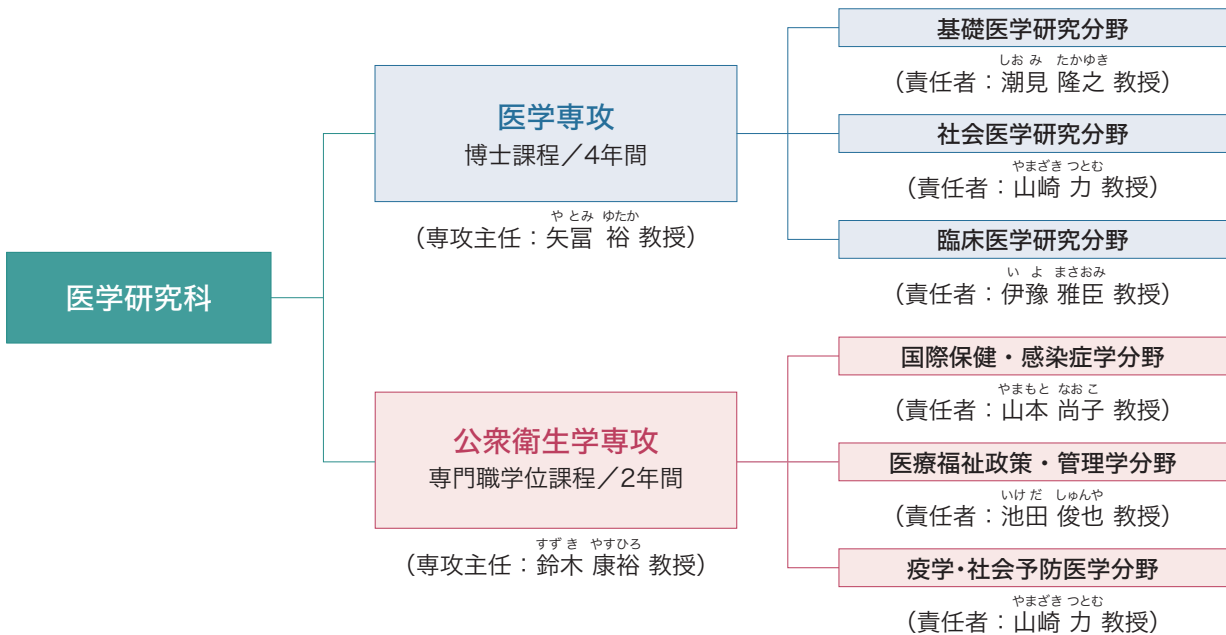 医学研究科
医学専攻
博士課程／4年間
（専攻主任：矢冨 裕 教授）
や とみ ゆたか
基礎医学研究分野
しお み たかゆき
（責任者：潮見 隆之 教授）
社会医学研究分野
やまざき つとむ
（責任者：山崎 力 教授）
臨床医学研究分野
い よ まさおみ
（責任者：伊豫 雅臣 教授）
公衆衛生学専攻
専門職学位課程／2年間
すず き やすひろ
（専攻主任：鈴木 康裕 教授）
国際保健・感染症学分野
やまもと なお こ
（責任者：山本 尚子 教授）
医療福祉政策・管理学分野
いけ だ しゅんや
（責任者：池田 俊也 教授）
疫学・社会予防医学分野
やまざき つとむ
（責任者：山崎 力 教授）